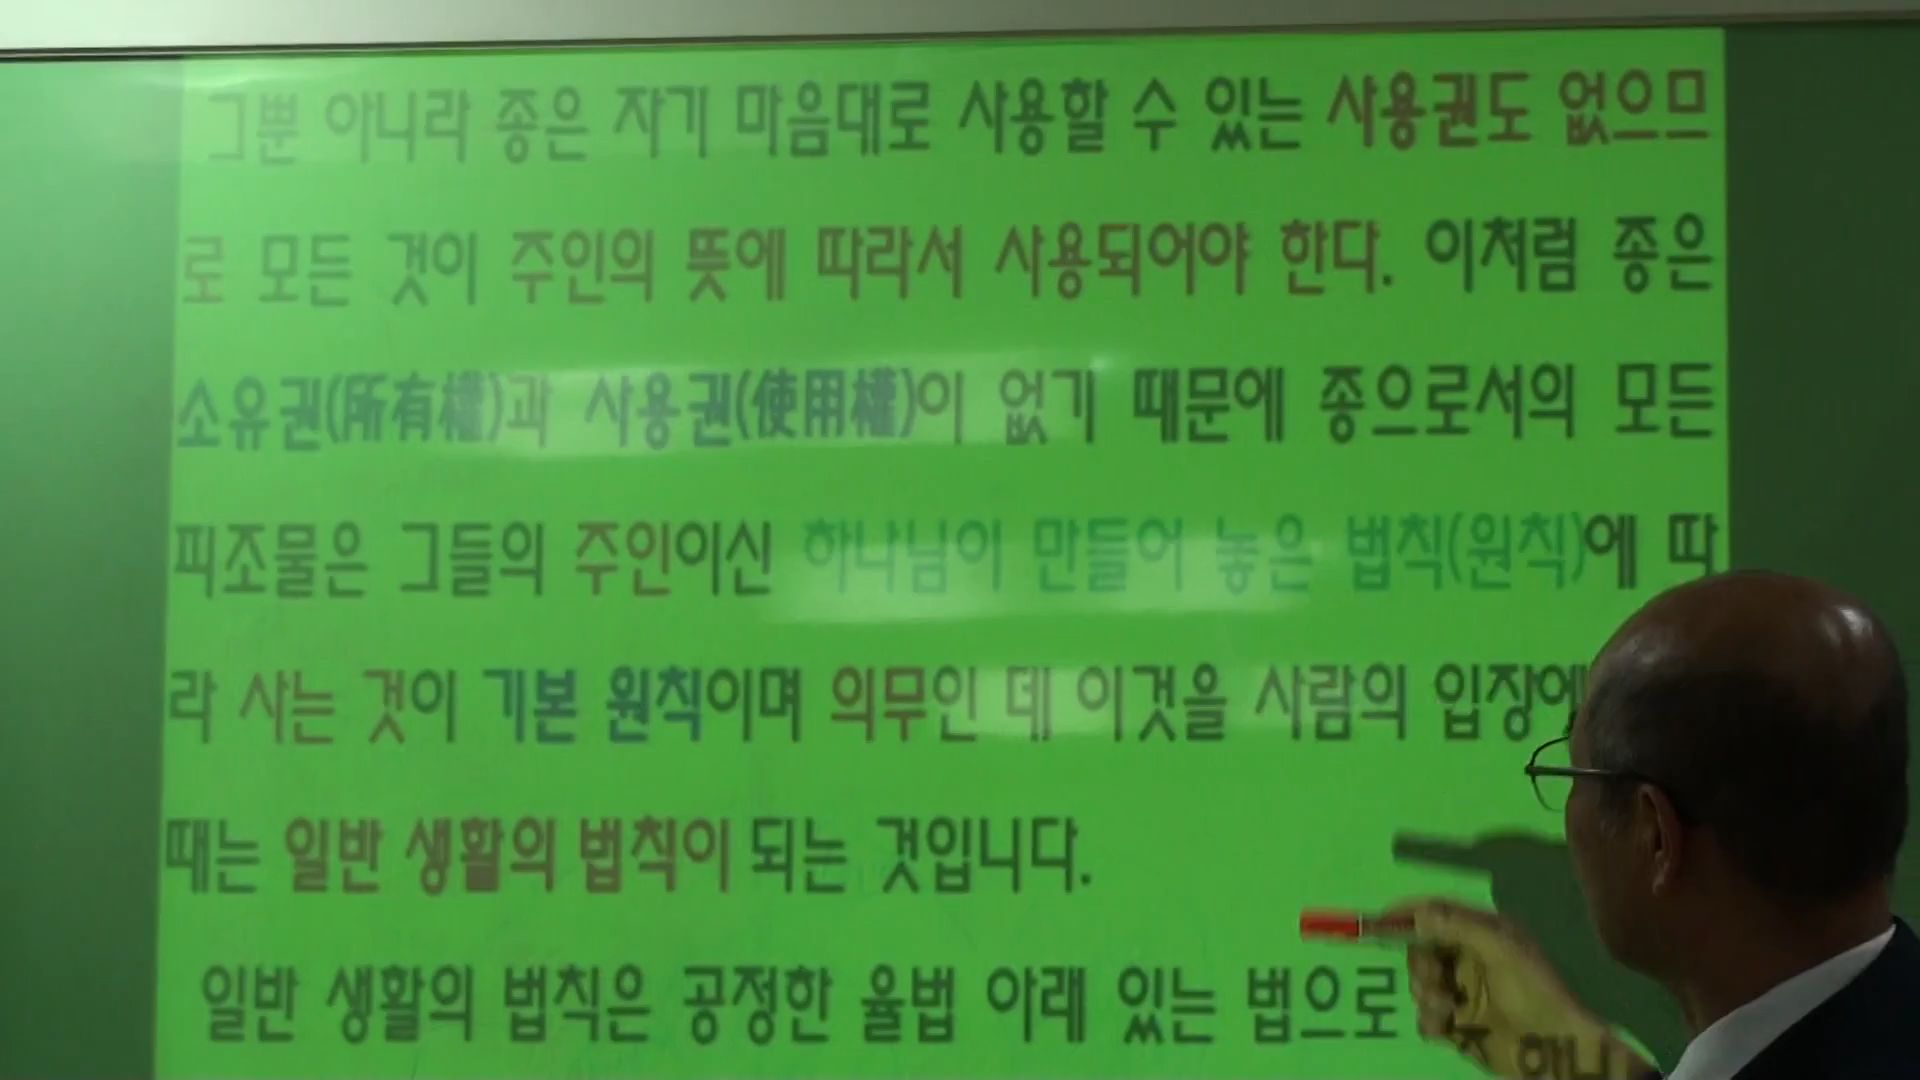 그뿐 아니라 종은 자기 마음대로 사용할 수 있는 사용권도 없으므
로 모든 것이 주인의 뜻에 따라서 사용되어야 한다. 이처럼 종은
소유권(所有權)과 사용권(使用權)이 없기 때문에 종으로서의 모든
피조물은 그들의 주인이신 하나님이 만들어 놓은 법칙(원칙)에 따
라 사는 것이 기본 원칙이며 의무인 데 이것을 사람의 입장에
때는 일반 생활의 법칙이 되는 것입니다.
일반 생활의 법칙은 공정한 율법 아래 있는 법으로